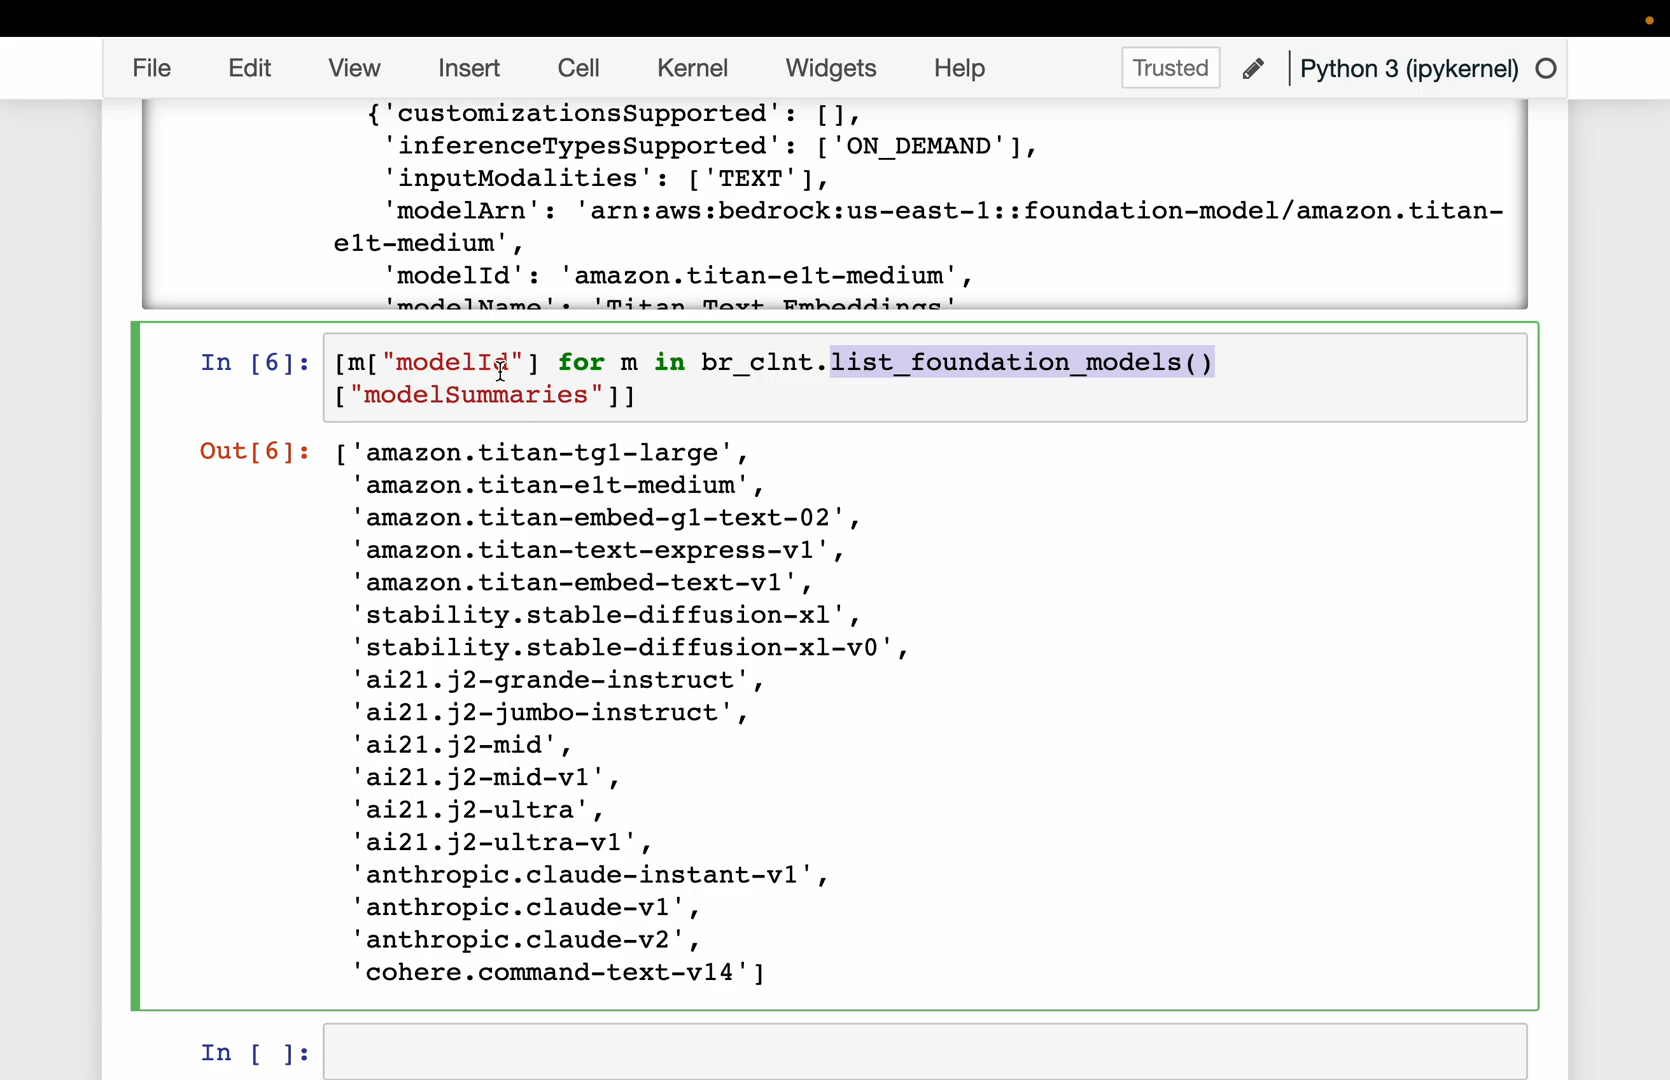 File Edit View Insert Cell Kernel Widgets Help Trusted Python 3 (ipykernel)
{'customizationsSupported': [],
'inferenceTypesSupported': ['ON_DEMAND'],
'inputModalities': ['TEXT'],
'modelArn': 'arn:aws:bedrock:us-east-1::foundation-model/amazon.titan-
e1t-medium',
'modelId': 'amazon.titan-e1t-medium',
'modelName': 'Titan Text Embeddings'
In [6]: [m["modelId"] for m in br_clnt.list_foundation_models()
["modelSummaries"]]
Out[6]: ['amazon.titan-tg1-large',
'amazon.titan-e1t-medium',
'amazon.titan-embed-g1-text-02',
'amazon.titan-text-express-v1',
'amazon.titan-embed-text-v1',
'stability.stable-diffusion-xl',
'stability.stable-diffusion-xl-v0',
'ai21.j2-grande-instruct',
'ai21.j2-jumbo-instruct',
'ai21.j2-mid',
'ai21.j2-mid-v1',
'ai21.j2-ultra',
'ai21.j2-ultra-v1',
'anthropic.claude-instant-v1',
'anthropic.claude-v1',
'anthropic.claude-v2',
'cohere.command-text-v14']
In [ ]: